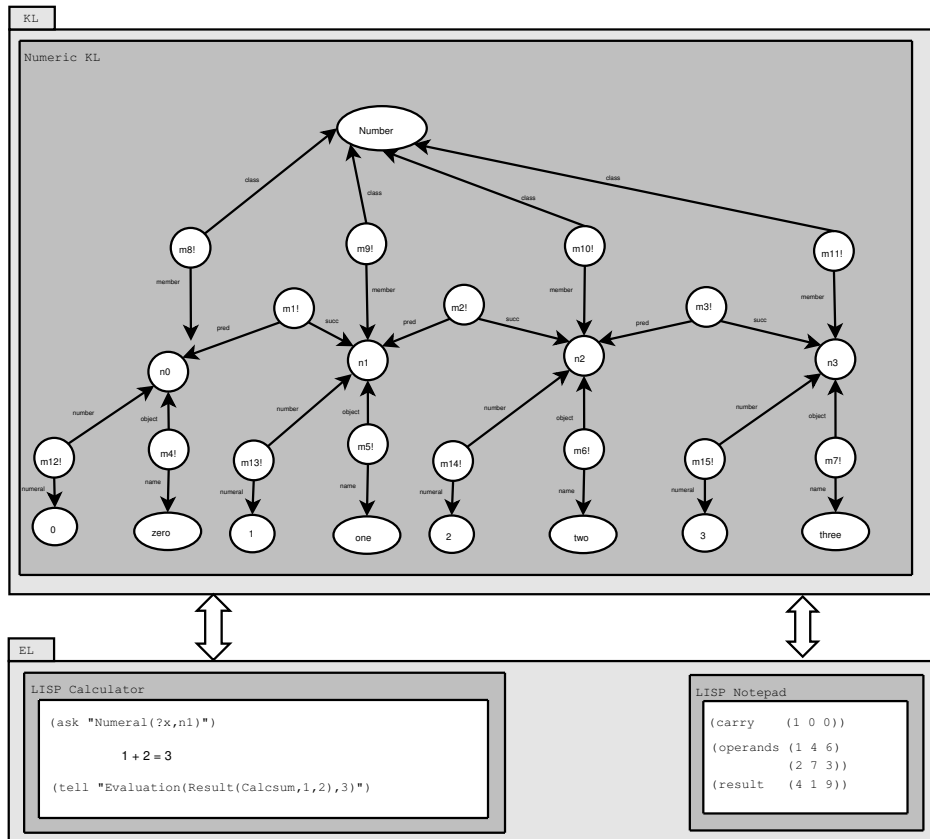 KL
Numeric KL
Number
class
class
class
class
m8!
m9!
m10!
m11!
member
member
member
member
m1!
m2!
m3!
pred
succ
pred
succ
pred
succ
n0
n1
n2
n3
number
object
number
object
number
object
number
object
m12!
m4!
m13!
m5!
m14!
m6!
m15!
m7!
numeral
name
numeral
name
numeral
name
numeral
name
0
zero
1
one
2
two
3
three
EL
LISP Calculator
(ask "Numeral(?x,n1)")
1 + 2 = 3
(tell "Evaluation(Result(Calcsum,1,2),3)")
LISP Notepad
(carry (1 0 0))
(operands (1 4 6)
(2 7 3))
(result (4 1 9))